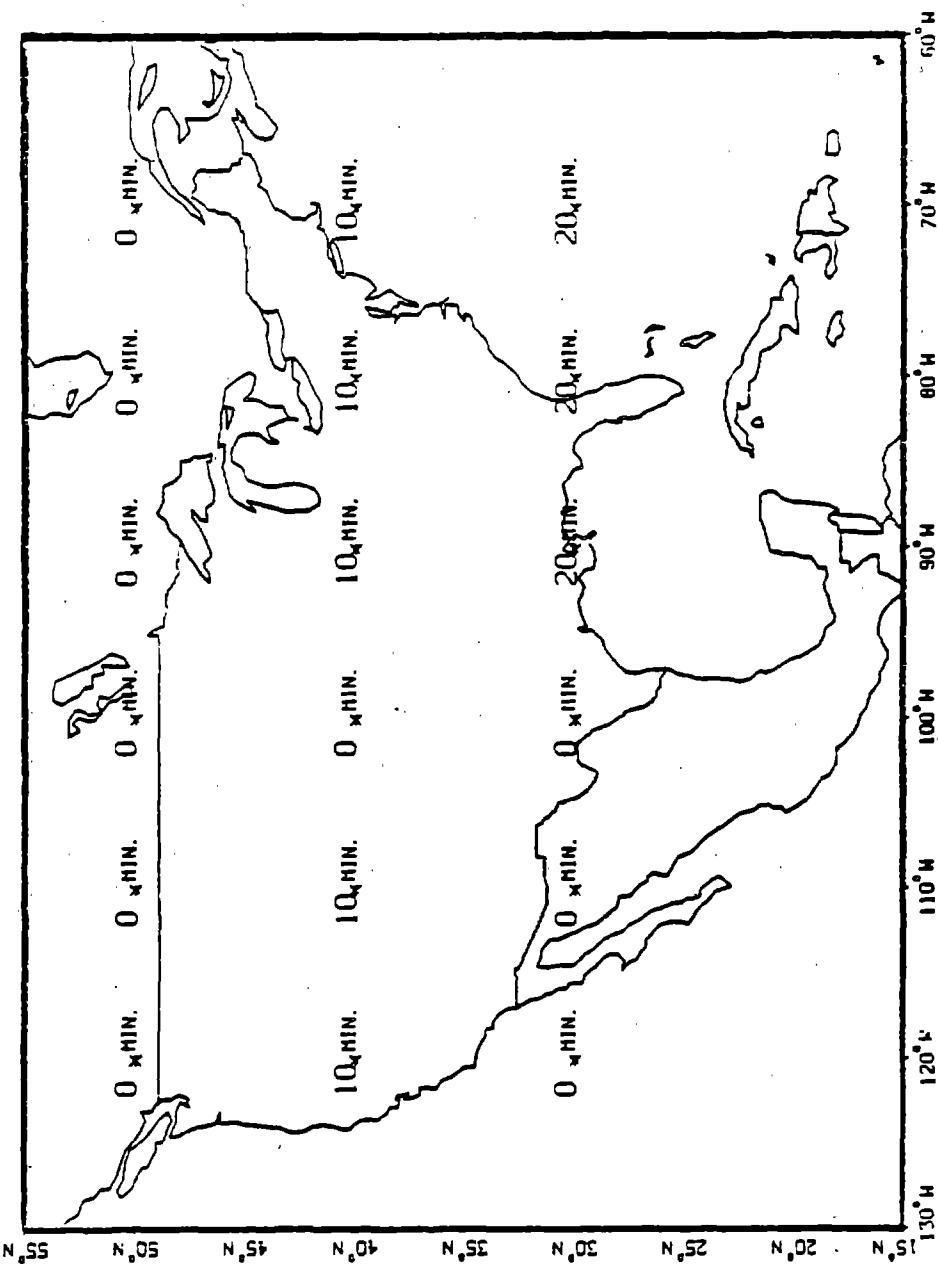 55°N
50°N 0 *MIN. 0 *MIN. 0 *MIN. 0 *MIN. 0 *MIN. 0 *MIN.
45°N
40°N 10*MIN. 10*MIN. 0 *MIN. 10*MIN. 10*MIN. 10*MIN.
35°N
30°N 0 *MIN. 0 *MIN. 0 *MIN. 20*MIN. 20*MIN. 20*MIN.
25°N
20°N
15°N
130°W 120°W 110°W 100°W 90°W 80°W 70°W 60°W